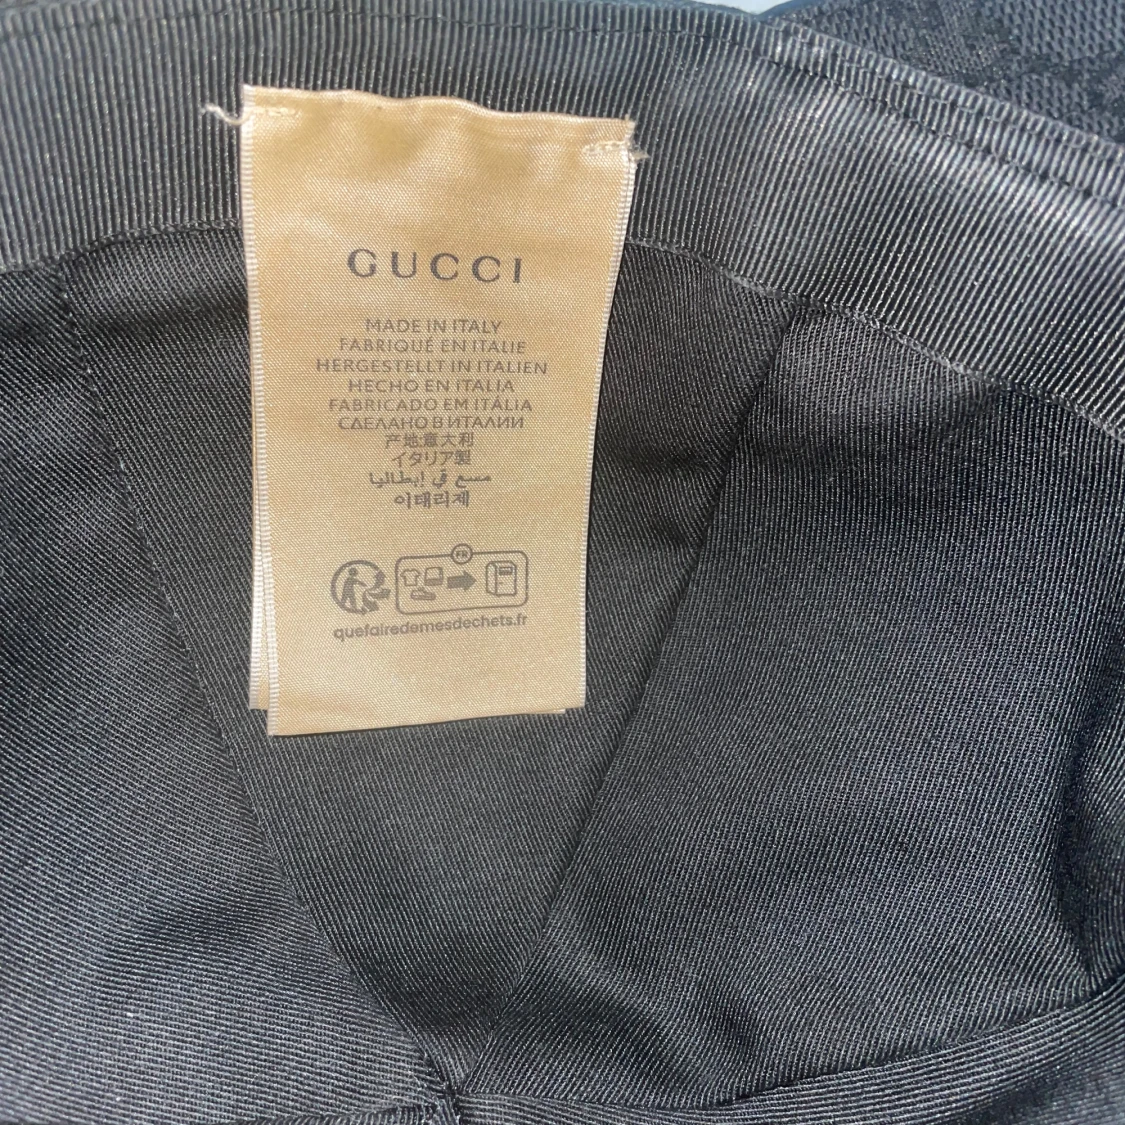 GUCCI
MADE IN ITALY
FABRIQUÉ EN ITALIE
HERGESTELLT IN ITALIEN
HECHO EN ITALIA
FABRICADO EM ITÁLIA
СДЕЛАНО В ИТАЛИИ
产地意大利
イタリア製
صنع في إيطاليا
이태리제
FR
quefairedemesdechets.fr